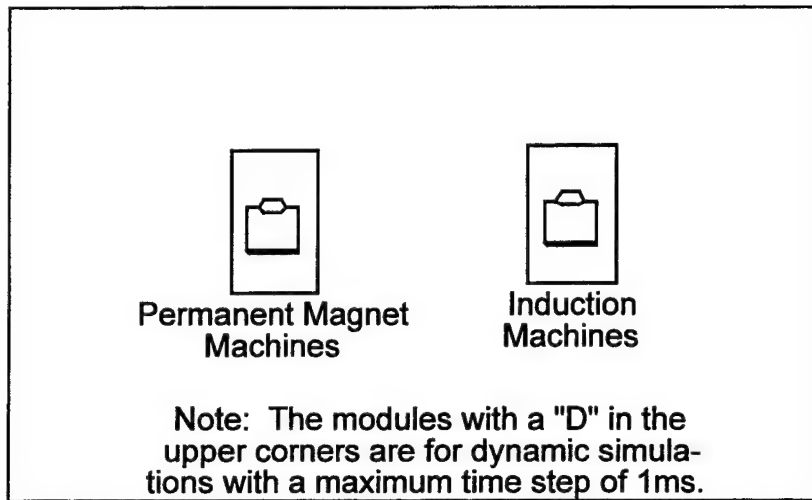 Permanent Magnet
Machines
Induction
Machines
Note: The modules with a "D" in the
upper corners are for dynamic simula-
tions with a maximum time step of 1ms.